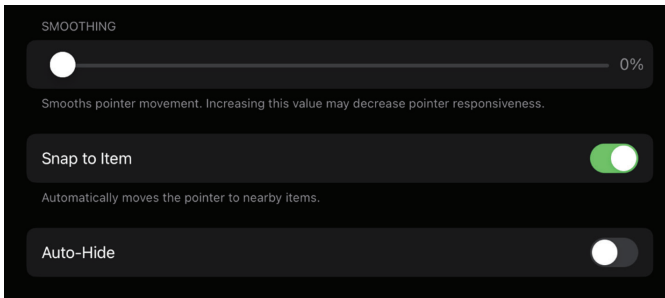 SMOOTHING
0%
Smooths pointer movement. Increasing this value may decrease pointer responsiveness.
Snap to Item
Automatically moves the pointer to nearby items.
Auto-Hide